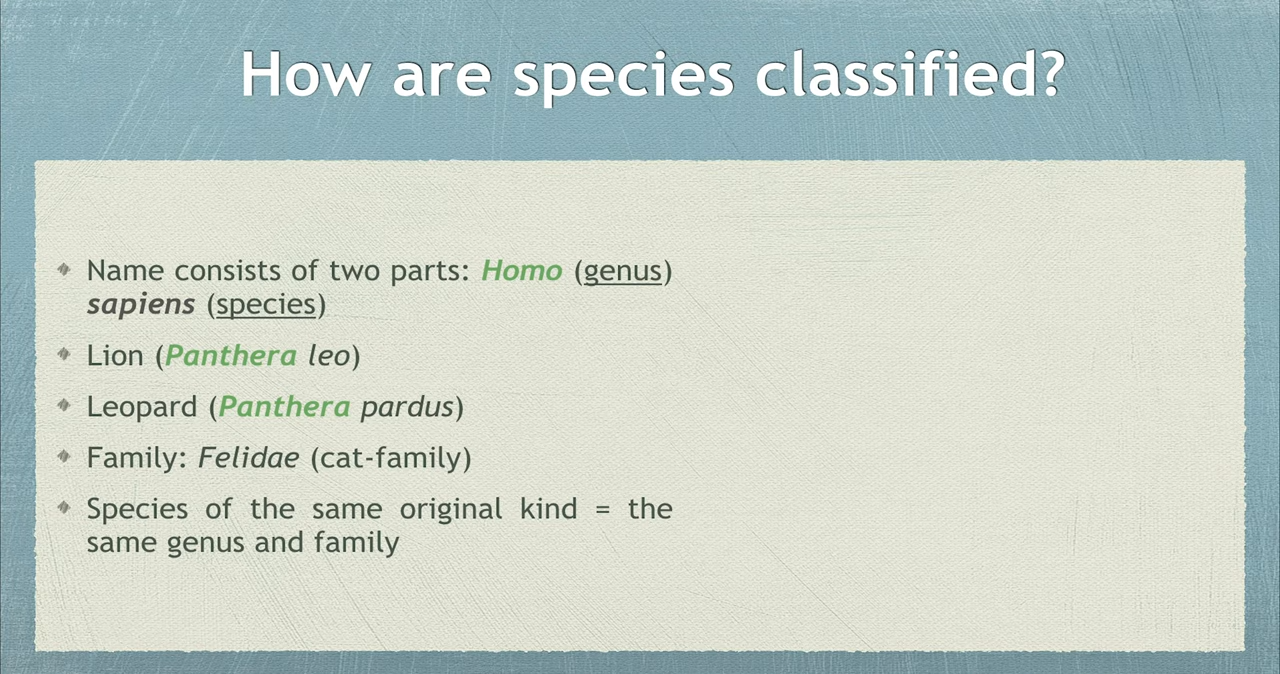 How are species classified?
Name consists of two parts: Homo (genus)
sapiens (species)
Lion (Panthera leo)
Leopard (Panthera pardus)
Family: Felidae (cat-family)
Species of the same original kind = the
same genus and family